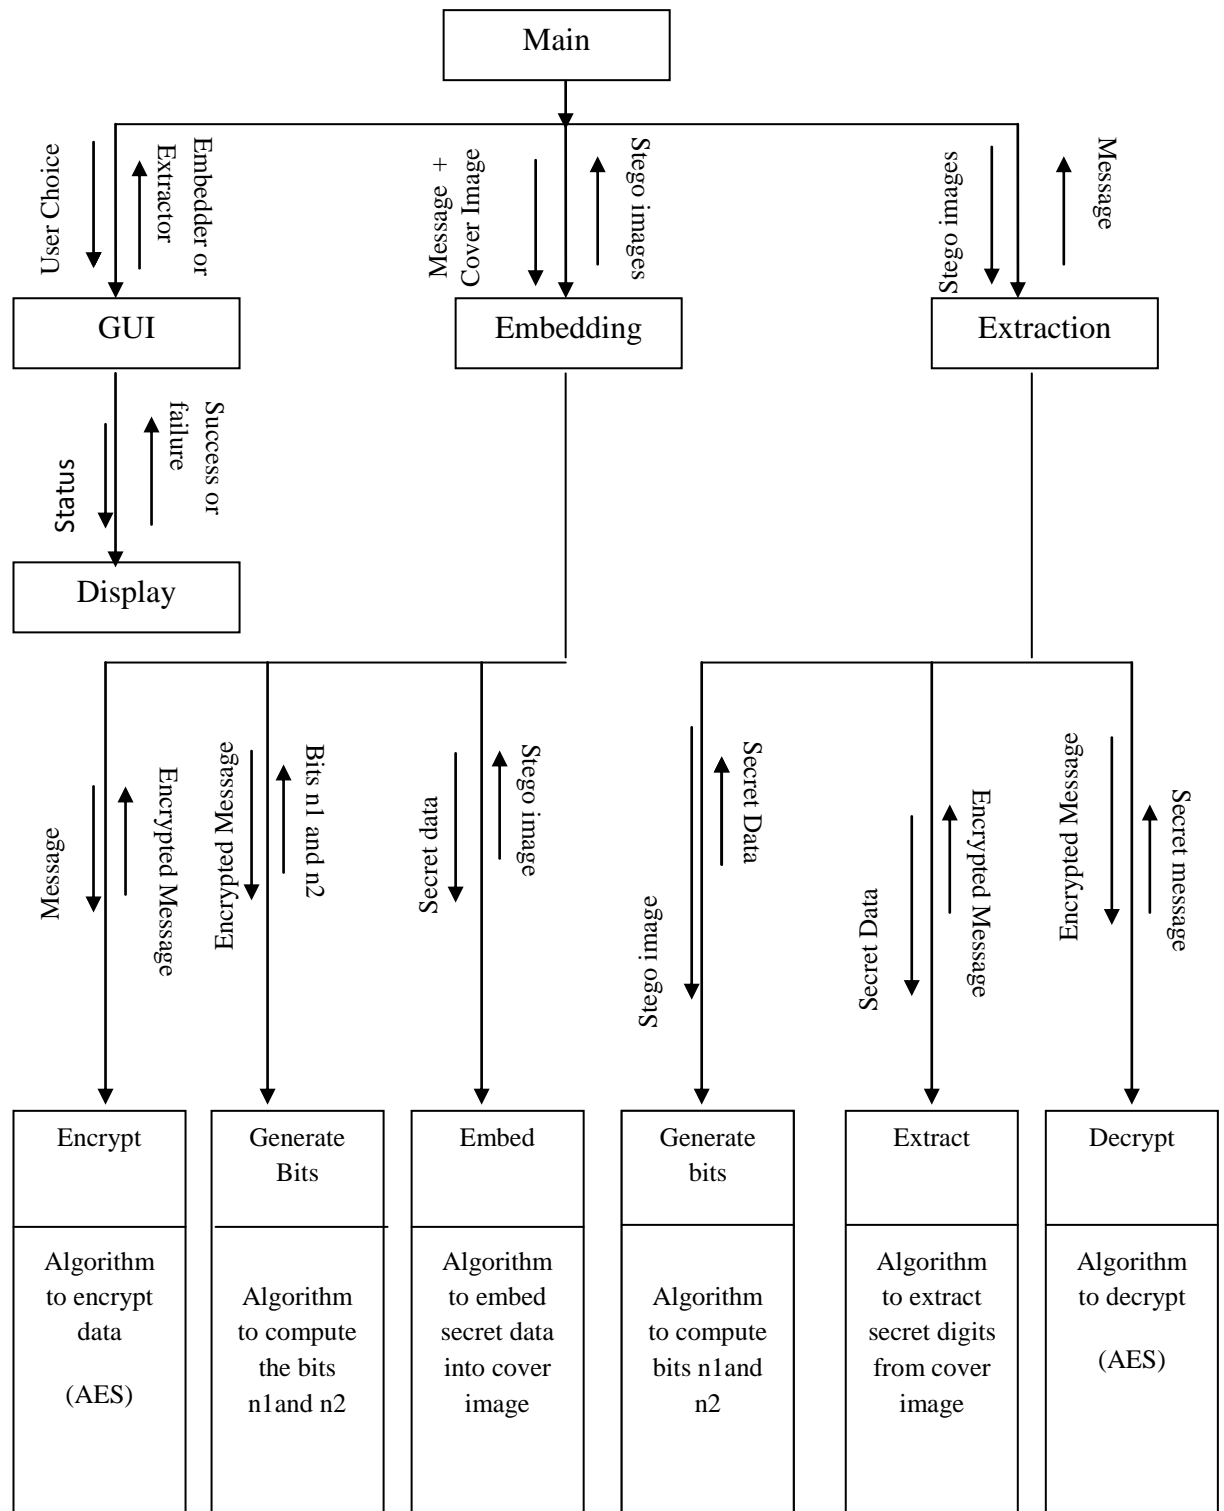 Main
User Choice
Embedder or
Extractor
Message +
Cover Image
Stego images
Stego images
Message
GUI
Embedding
Extraction
Status
Success or
failure
Display
Message
Encrypted Message
Encrypted Message
Bits n1 and n2
Secret data
Stego image
Stego image
Secret Data
Secret Data
Encrypted Message
Encrypted Message
Secret message
Encrypt
Algorithm
to encrypt
data
(AES)
Generate
Bits
Algorithm
to compute
the bits
n1and n2
Embed
Algorithm
to embed
secret data
into cover
image
Generate
bits
Algorithm
to compute
bits n1and
n2
Extract
Algorithm
to extract
secret digits
from cover
image
Decrypt
Algorithm
to decrypt
(AES)